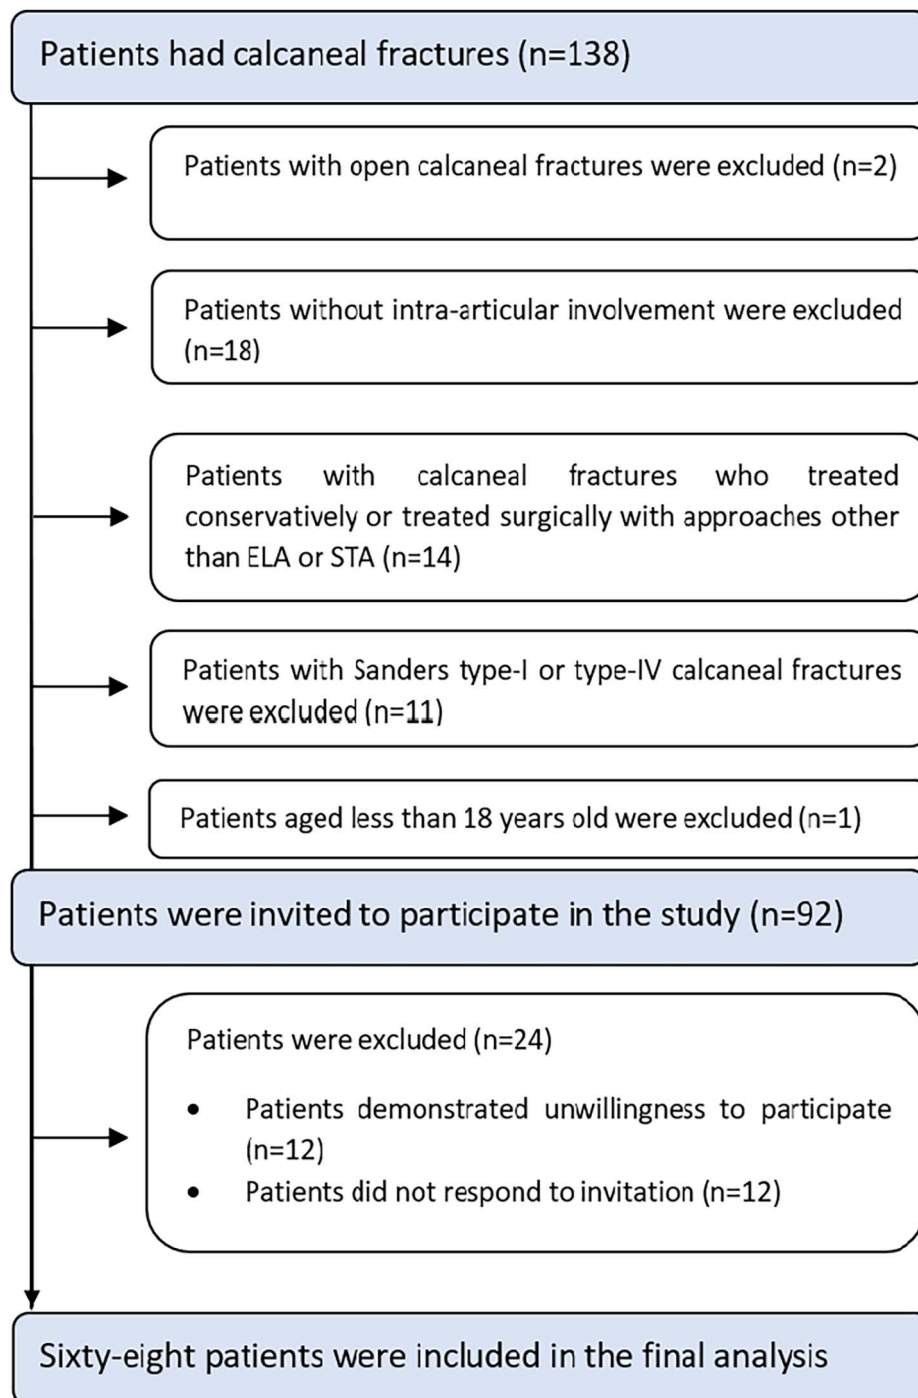 Patients had calcaneal fractures (n=138)
Patients with open calcaneal fractures were excluded (n=2)
Patients without intra-articular involvement were excluded
(n=18)
Patients with calcaneal fractures who treated
conservatively or treated surgically with approaches other
than ELA or STA (n=14)
Patients with Sanders type-I or type-IV calcaneal fractures
were excluded (n=11)
Patients aged less than 18 years old were excluded (n=1)
Patients were invited to participate in the study (n=92)
Patients were excluded (n=24)
• Patients demonstrated unwillingness to participate
(n=12)
• Patients did not respond to invitation (n=12)
Sixty-eight patients were included in the final analysis